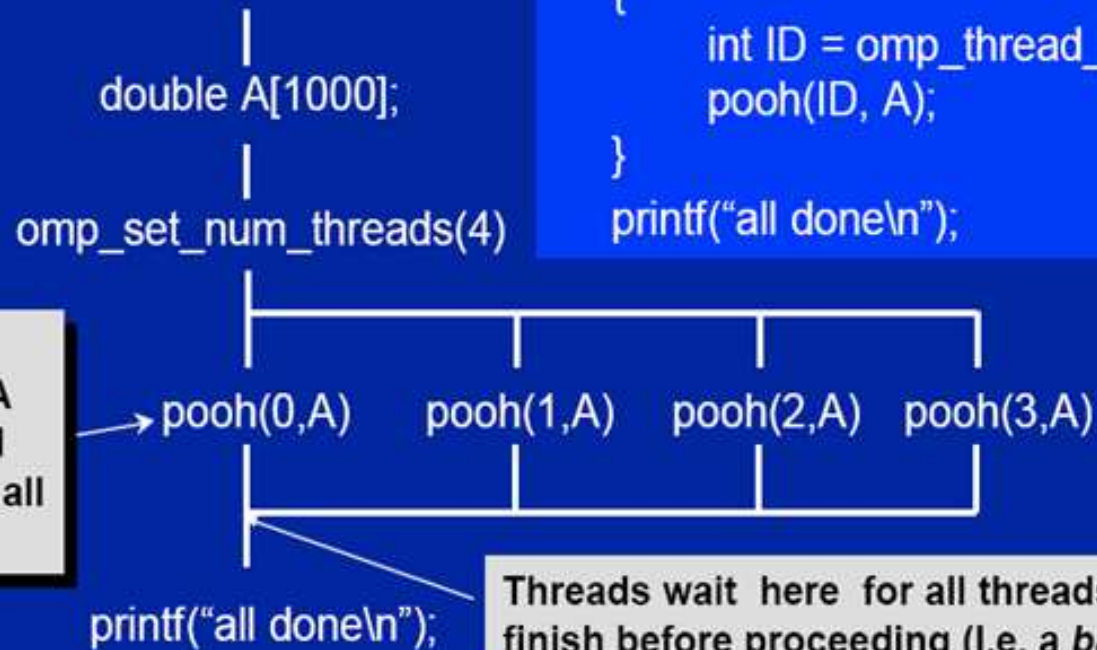 {
int ID = omp_thread_
pooh(ID, A);
}
printf(“all done\n”);
double A[1000];
omp_set_num_threads(4)
A
all
pooh(0,A) pooh(1,A) pooh(2,A) pooh(3,A)
printf(“all done\n”);
Threads wait here for all threads
finish before proceeding (I.e. a